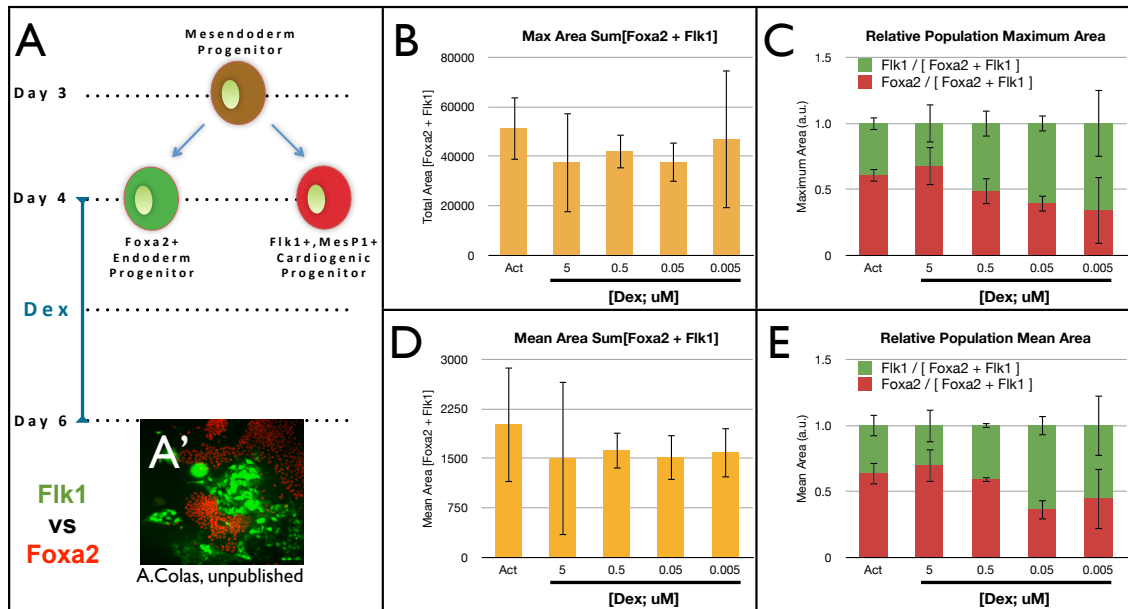 A
Mesendoderm
Progenitor
Day 3
Day 4
Foxa2+
Endoderm
Progenitor
Flk1+,MesP1+
Cardiogenic
Progenitor
Dex
Day 6
A'
Flk1
vs
Foxa2
A.Colas, unpublished
B
Max Area Sum[Foxa2 + Flk1]
Total Area [Foxa2 + Flk1]
80000
60000
40000
20000
0
Act
5
0.5
0.05
0.005
[Dex; uM]
C
Relative Population Maximum Area
Flk1 / [ Foxa2 + Flk1 ]
Foxa2 / [ Foxa2 + Flk1 ]
Maximum Area (a.u.)
1.5
1.0
0.5
0
Act
5
0.5
0.05
0.005
[Dex; uM]
D
Mean Area Sum[Foxa2 + Flk1]
Mean Area [Foxa2 + Flk1]
3000
2250
1500
750
0
Act
5
0.5
0.05
0.005
[Dex; uM]
E
Relative Population Mean Area
Flk1 / [ Foxa2 + Flk1 ]
Foxa2 / [ Foxa2 + Flk1 ]
Mean Area (a.u.)
1.5
1.0
0.5
0
Act
5
0.5
0.05
0.005
[Dex; uM]